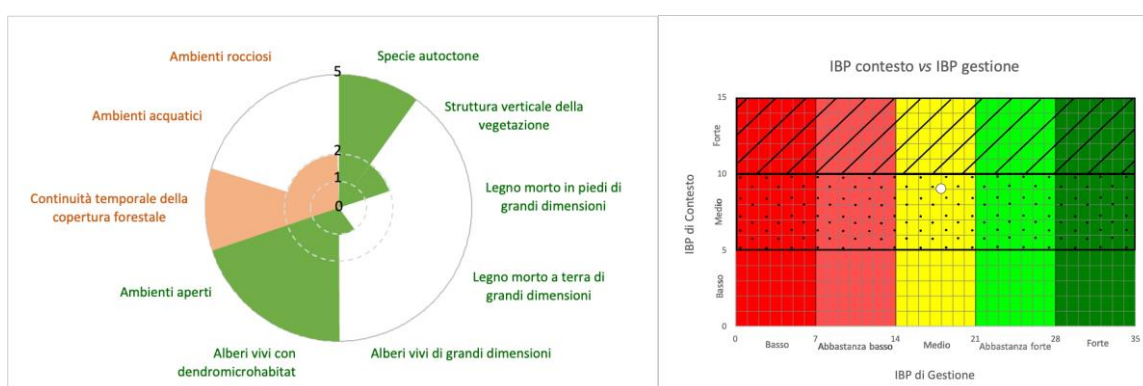 Ambienti rocciosi
Specie autoctone
5
Struttura verticale della
vegetazione
Ambienti acquatici
2
1
0
Continuità temporale della
copertura forestale
Legno morto in piedi di
grandi dimensioni
Legno morto a terra di
grandi dimensioni
Ambienti aperti
Alberi vivi con
dendromicrohabitat
Alberi vivi di grandi dimensioni
IBP contesto vs IBP gestione
15
Forte
10
IBP di Contesto
Medio
5
Basso
0
0 7 14 21 28 35
Basso Abbastanza basso Medio Abbastanza forte Forte
IBP di Gestione